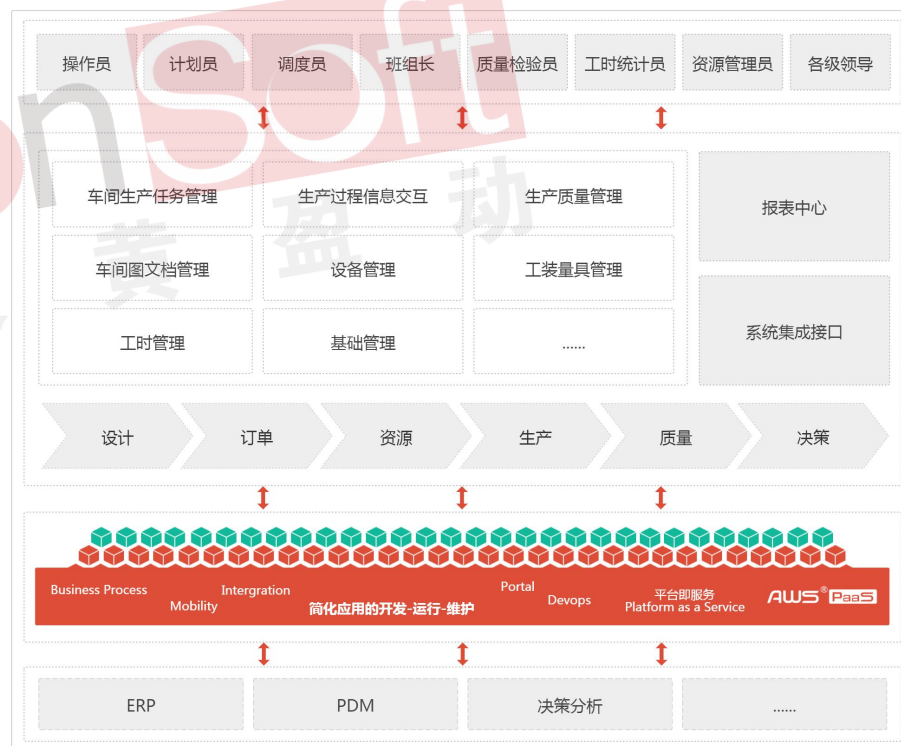 操作员
计划员
调度员
班组长
质量检验员
工时统计员
资源管理员
各级领导
onSoft
黄盈动
车间生产任务管理
生产过程信息交互
生产质量管理
报表中心
车间图文档管理
设备管理
工装量具管理
系统集成接口
工时管理
基础管理
......
设计
订单
资源
生产
质量
决策
Business Process
Mobility
Intergration
简化应用的开发-运行-维护
Portal
Devops
平台即服务
Platform as a Service
AWS® PaaS
ERP
PDM
决策分析
......